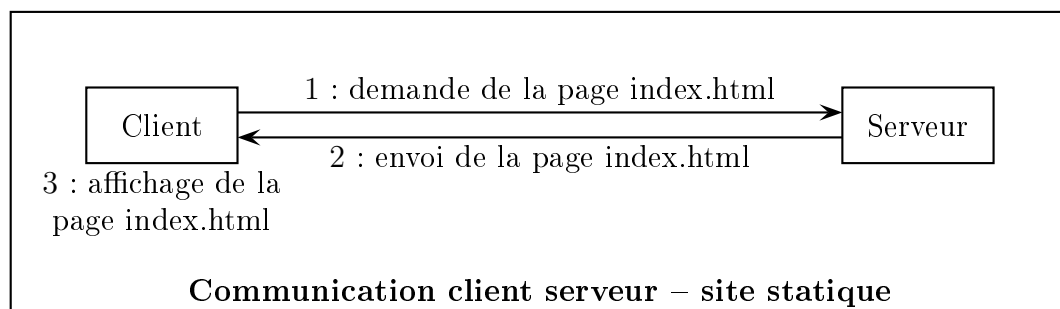 1 : demande de la page index.html
Client
Serveur
2 : envoi de la page index.html
3 : affichage de la
page index.html
Communication client serveur – site statique